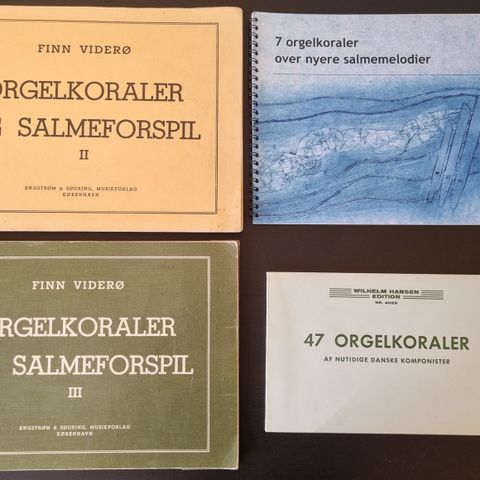 FINN VIDERØ
ORGELKORALER
SALMEFORSPIL
II
ENGSTRØM & SØDRING, MUSIKFORLAG
KØBENHAVN
7 orgelkoraler
over nyere salmemelodier
FINN VIDERØ
RGELKORALER
SALMEFORSPIL
III
ENGSTRØM & SØDRING, MUSIKFORLAG
KØBENHAVN
WILHELM HANSEN
EDITION
47 ORGELKORALER
AF NUTIDIGE DANSKE KOMPONISTER